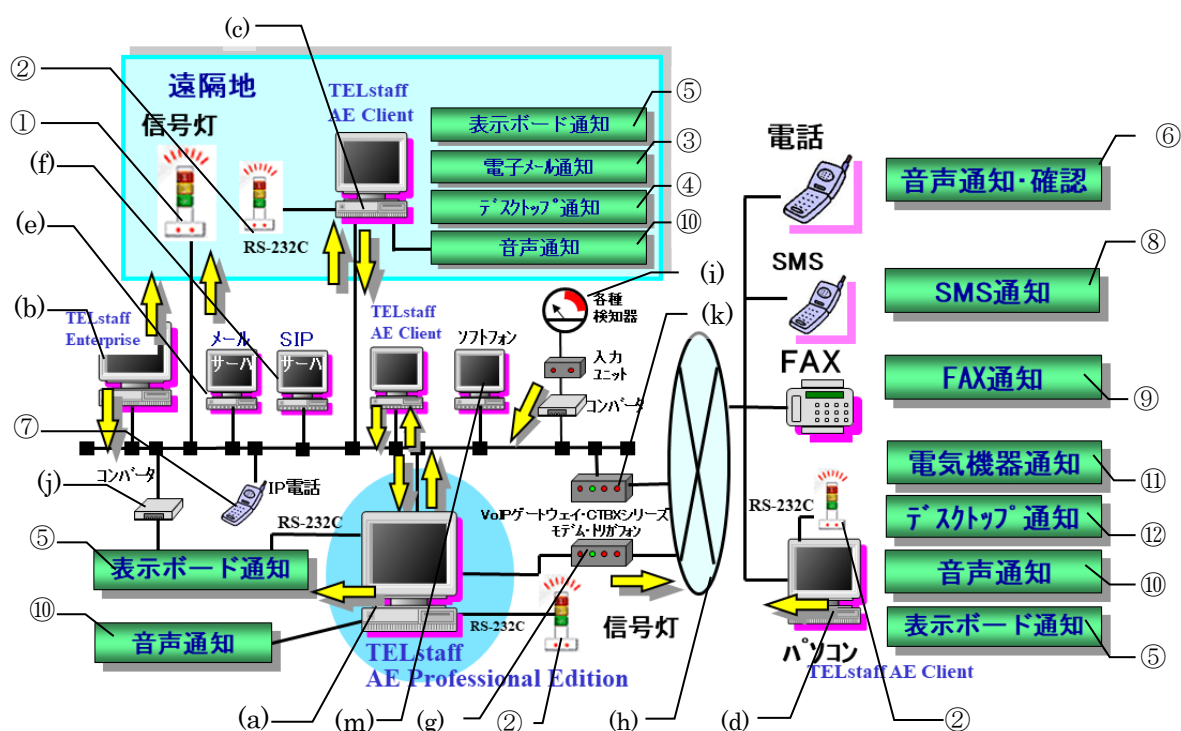 (c)
②
遠隔地
TELstaff
AE Client
⑤
表示ボード通知
①
信号灯
電子メール通知
③
電話
⑥
音声通知・確認
(f)
デスクトップ通知
④
RS-232C
音声通知
⑩
(e)
SMS
⑧
SMS通知
(i)
各種
検知器
(k)
(b)
TELstaff
Enterprise
メール
サーバ
SIP
サーバ
TELstaff
AE Client
ソフトフォン
入力
ユニット
コンバータ
FAX
FAX通知
⑨
⑦
コンバータ
(j)
IP電話
RS-232C
VoIPゲートウェイ・CTBXシリーズ
モデム・トリガフォン
電気機器通知
⑪
RS-232C
デスクトップ通知
⑫
⑤
表示ボード通知
音声通知
⑩
⑩
音声通知
RS-232C
信号灯
表示ボード通知
⑤
TELstaff
AE Professional Edition
パソコン
TELstaff AE Client
(a)
(m)
(g)
②
(h)
(d)
②